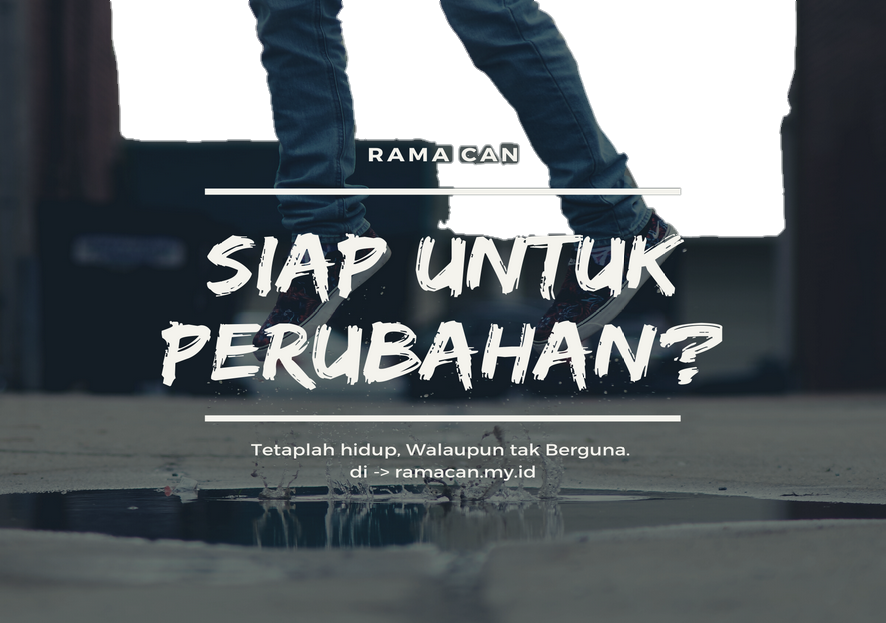 RAMA CAN
SIAP UNTUK
PERUBAHAN?
Tetaplah hidup, Walaupun tak Berguna.
di -> ramacan.my.id